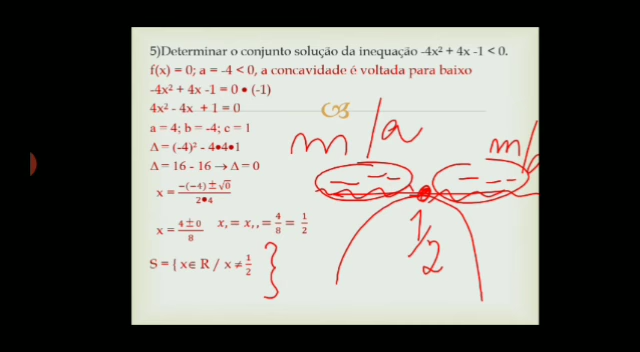 5)Determinar o conjunto solução da inequação -4x² + 4x -1 < 0.
f(x) = 0; a = -4 < 0, a concavidade é voltada para baixo
-4x² + 4x -1 = 0 • (-1)
4x² - 4x + 1 = 0
a = 4; b = -4; c = 1
Δ = (-4)² - 4•4•1
Δ = 16 - 16 → Δ = 0
x = −(−4) ± √0 / 2•4
x = 4±0 / 8   x, = x,, = 4/8 = 1/2
S = { x∈ R / x ≠ 1/2 }
m/a
m/
- - - -
- - - -
1/2